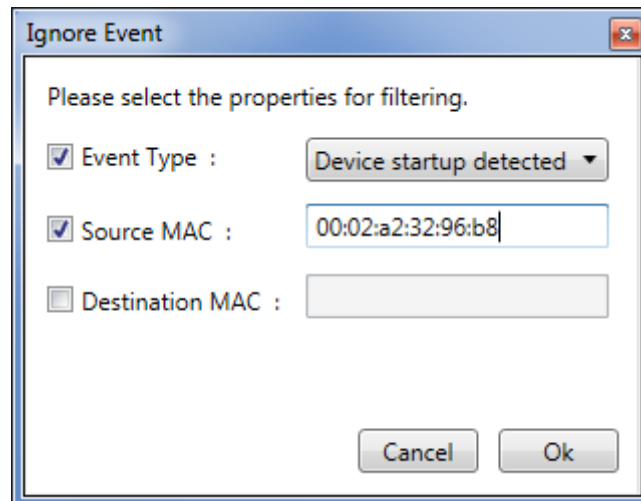 Ignore Event
Please select the properties for filtering.
Event Type : Device startup detected
Source MAC : 00:02:a2:32:96:b8
Destination MAC :
Cancel Ok